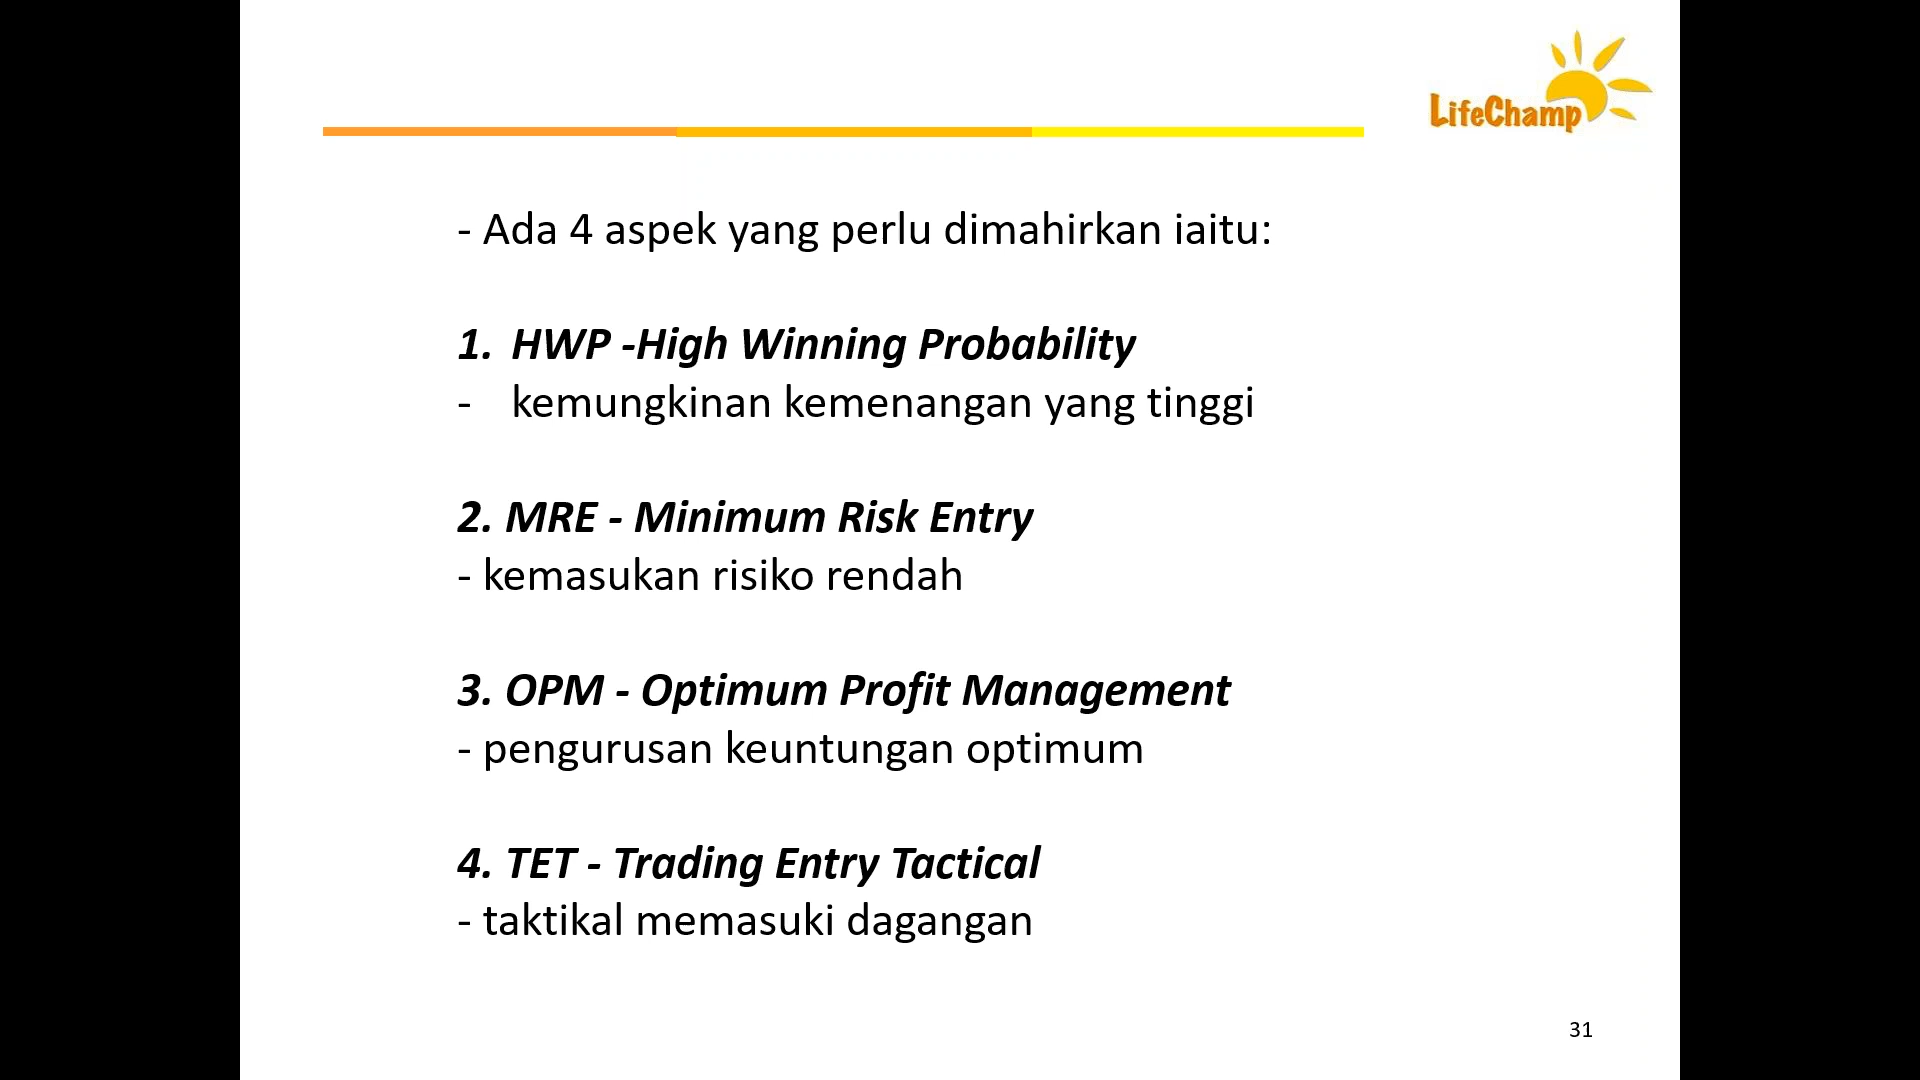 LifeChamp
- Ada 4 aspek yang perlu dimahirkan iaitu:
1. HWP -High Winning Probability
- kemungkinan kemenangan yang tinggi
2. MRE - Minimum Risk Entry
- kemasukan risiko rendah
3. OPM - Optimum Profit Management
- pengurusan keuntungan optimum
4. TET - Trading Entry Tactical
- taktikal memasuki dagangan
31